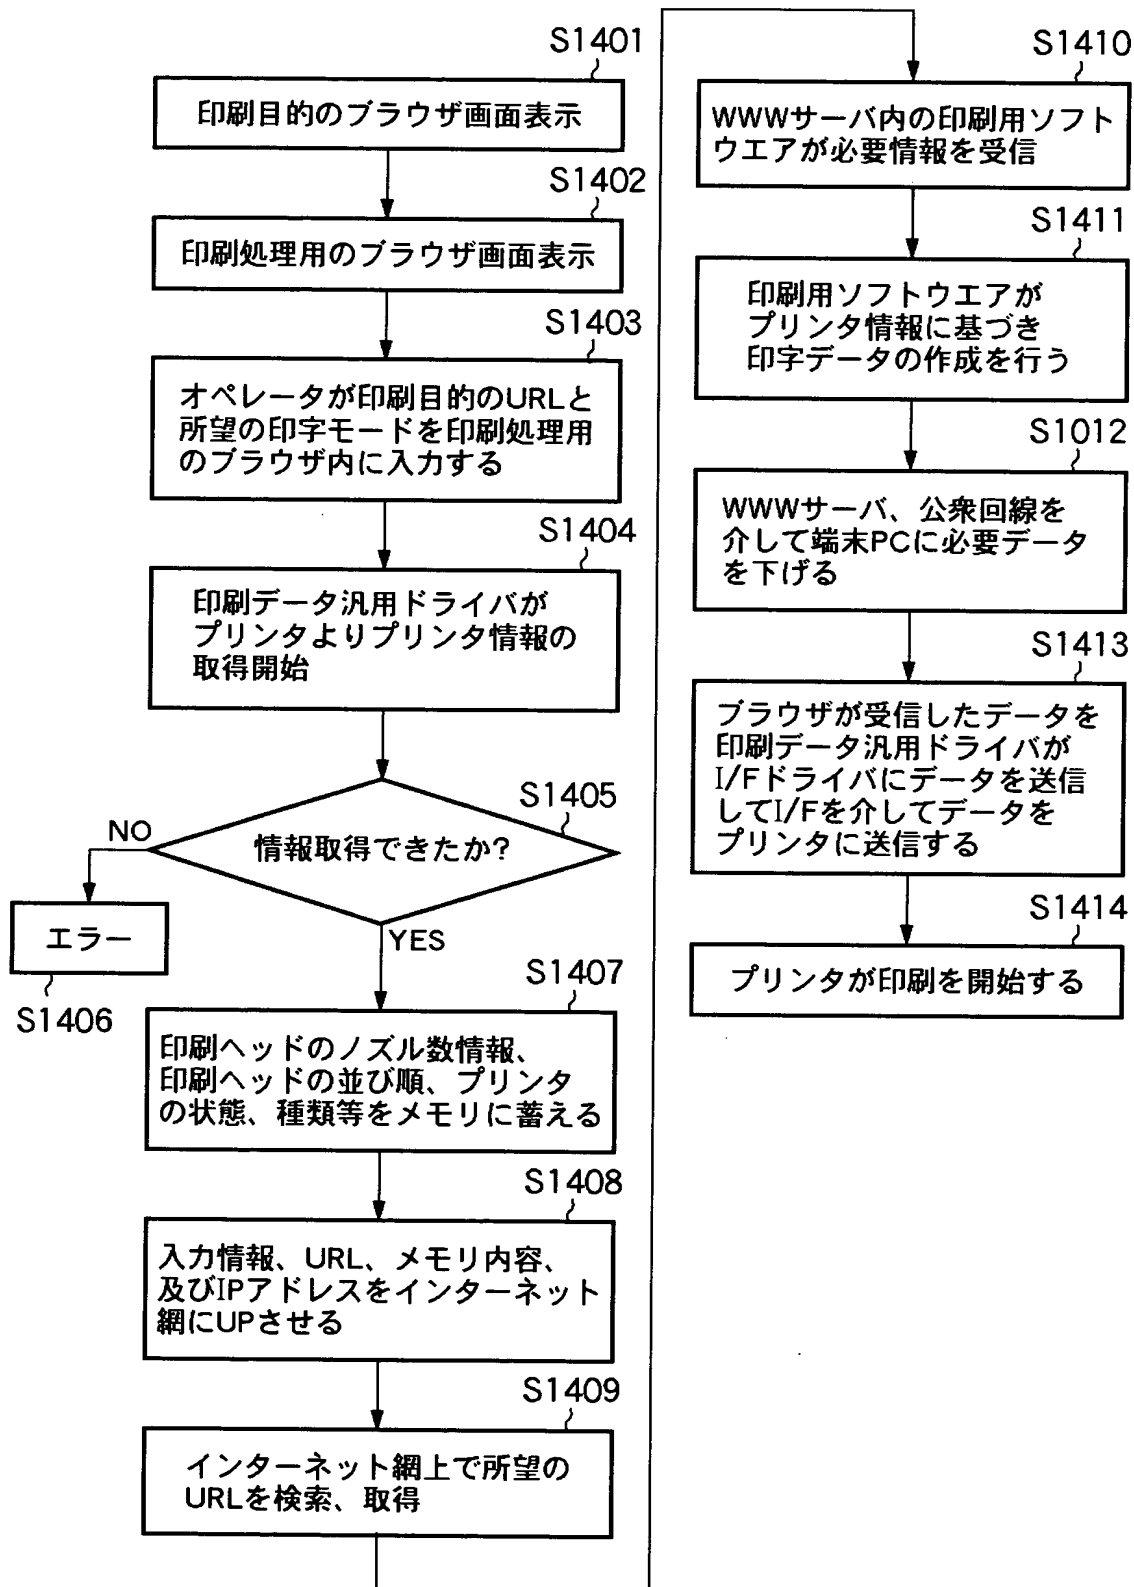 S1401
印刷目的のブラウザ画面表示
S1402
印刷処理用のブラウザ画面表示
S1403
オペレータが印刷目的のURLと
所望の印字モードを印刷処理用
のブラウザ内に入力する
S1404
印刷データ汎用ドライバが
プリンタよりプリンタ情報の
取得開始
S1405
情報取得できたか?
NO
エラー
S1406
YES
S1407
印刷ヘッドのノズル数情報、
印刷ヘッドの並び順、プリンタ
の状態、種類等をメモリに蓄える
S1408
入力情報、URL、メモリ内容、
及びIPアドレスをインターネット
網にUPさせる
S1409
インターネット網上で所望の
URLを検索、取得
S1410
WWWサーバ内の印刷用ソフト
ウエアが必要情報を受信
S1411
印刷用ソフトウエアが
プリンタ情報に基づき
印字データの作成を行う
S1012
WWWサーバ、公衆回線を
介して端末PCに必要データ
を下げる
S1413
ブラウザが受信したデータを
印刷データ汎用ドライバが
I/Fドライバにデータを送信
してI/Fを介してデータを
プリンタに送信する
S1414
プリンタが印刷を開始する